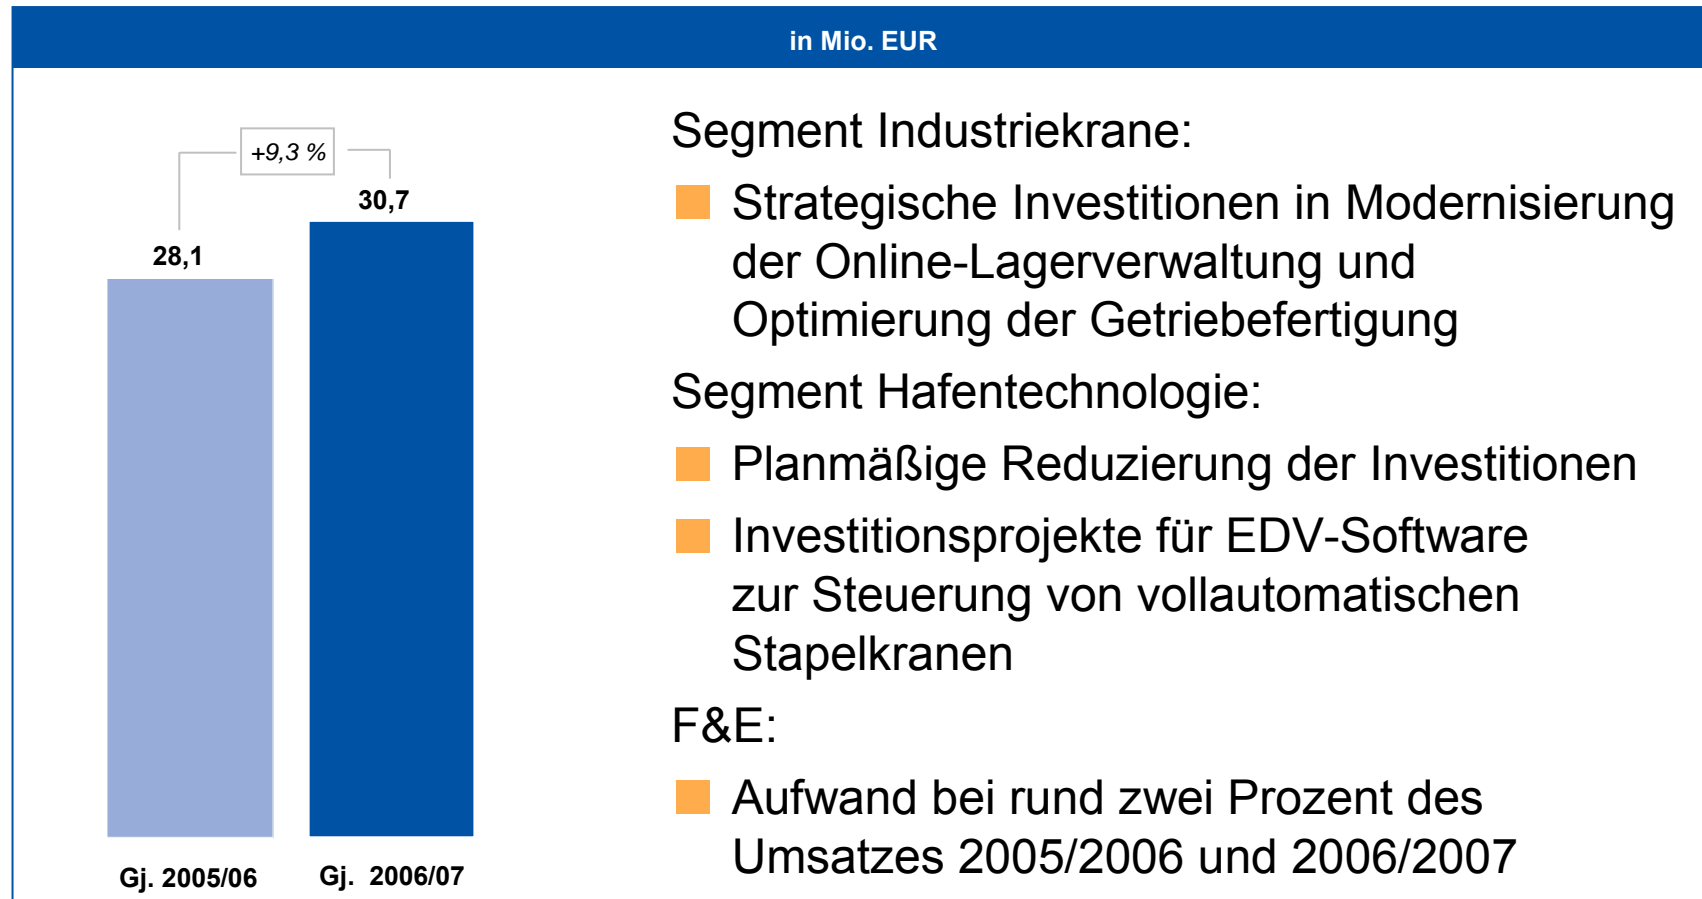 in Mio. EUR
+9,3 %
28,1
30,7
Gj. 2005/06
Gj. 2006/07
Segment Industriekrane:
Strategische Investitionen in Modernisierung
der Online-Lagerverwaltung und
Optimierung der Getriebefertigung
Segment Hafentechnologie:
Planmäßige Reduzierung der Investitionen
Investitionsprojekte für EDV-Software
zur Steuerung von vollautomatischen
Stapelkranen
F&E:
Aufwand bei rund zwei Prozent des
Umsatzes 2005/2006 und 2006/2007